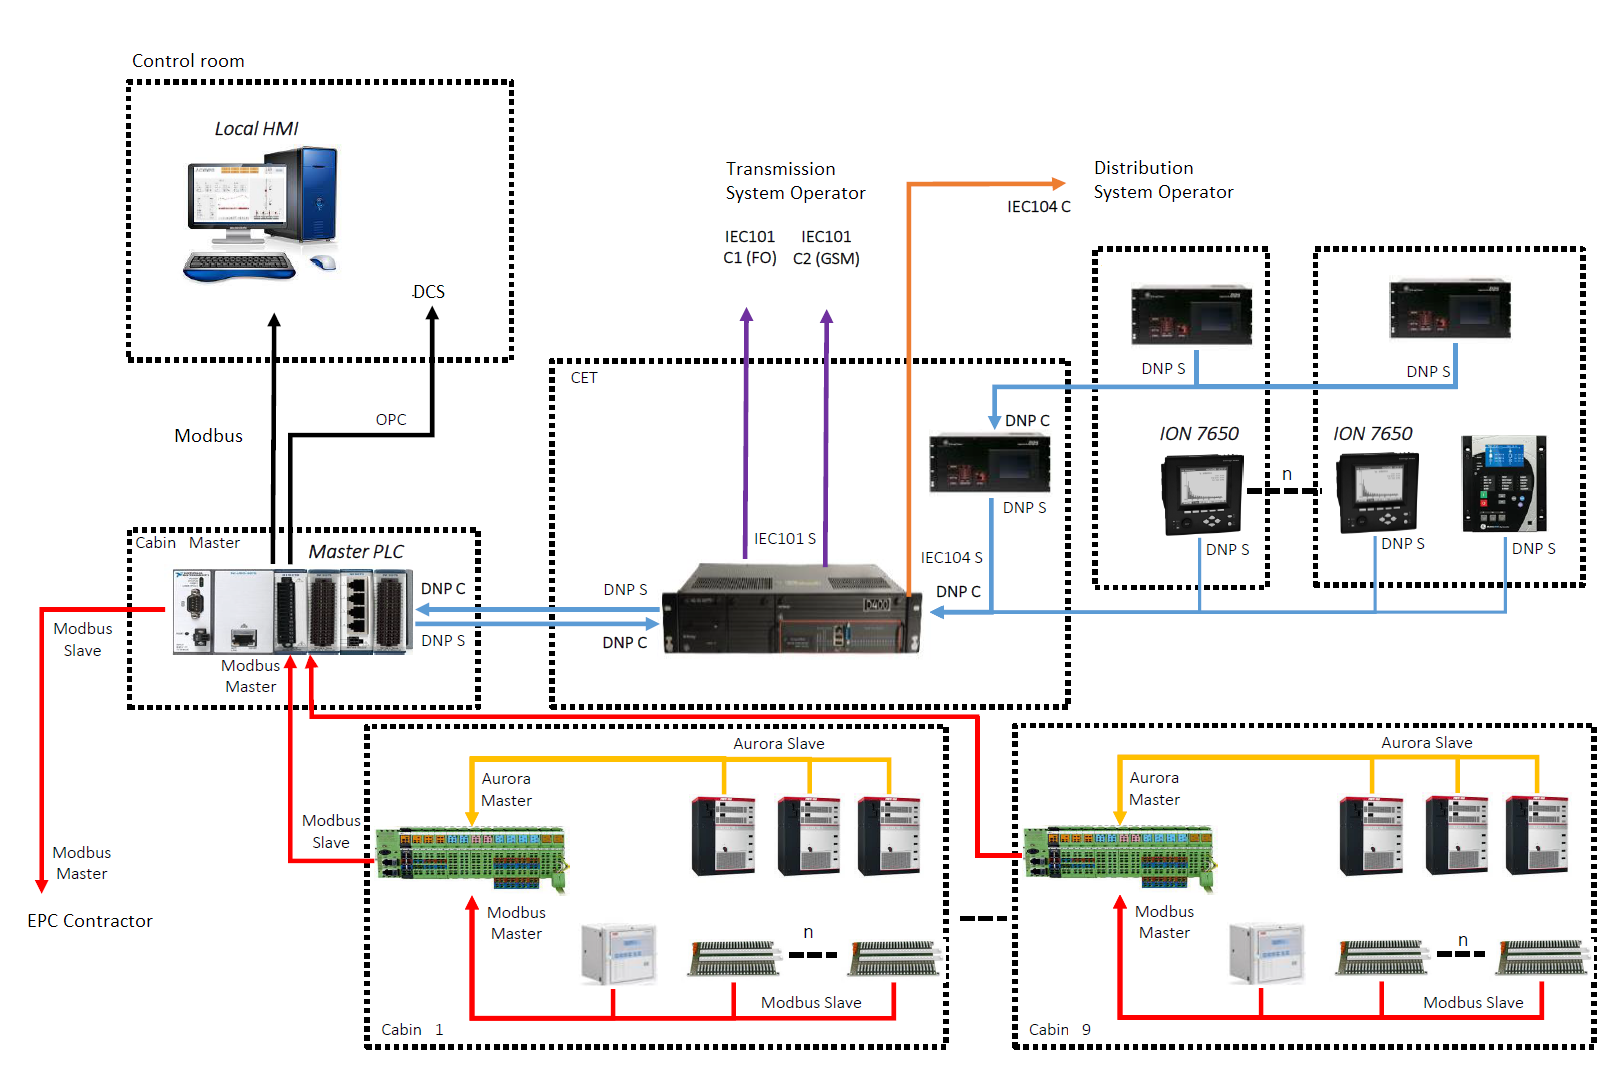 Control room
Local HMI
DCS
OPC
Modbus
Transmission
System Operator
IEC101
C1 (FO)
IEC101
C2 (GSM)
Distribution
System Operator
IEC104 C
CET
DNP S
DNP S
DNP C
ION 7650
ION 7650
n
DNP S
DNP S
DNP S
DNP S
IEC101 S
IEC104 S
DNP C
Cabin Master
Master PLC
DNP C
DNP S
DNP S
DNP C
D400
Modbus
Slave
Modbus
Master
Modbus
Master
EPC Contractor
Modbus
Slave
Aurora Slave
Aurora
Master
Modbus
Master
n
Modbus Slave
Cabin 1
Aurora Slave
Aurora
Master
Modbus
Master
n
Modbus Slave
Cabin 9